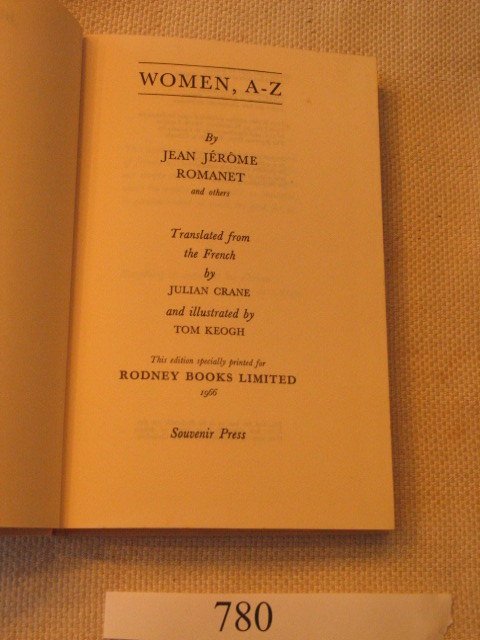 WOMEN, A-Z
By
JEAN JÉRÔME
ROMANET
and others
Translated from
the French
by
JULIAN CRANE
and illustrated by
TOM KEOGH
This edition specially printed for
RODNEY BOOKS LIMITED
1966
Souvenir Press
780